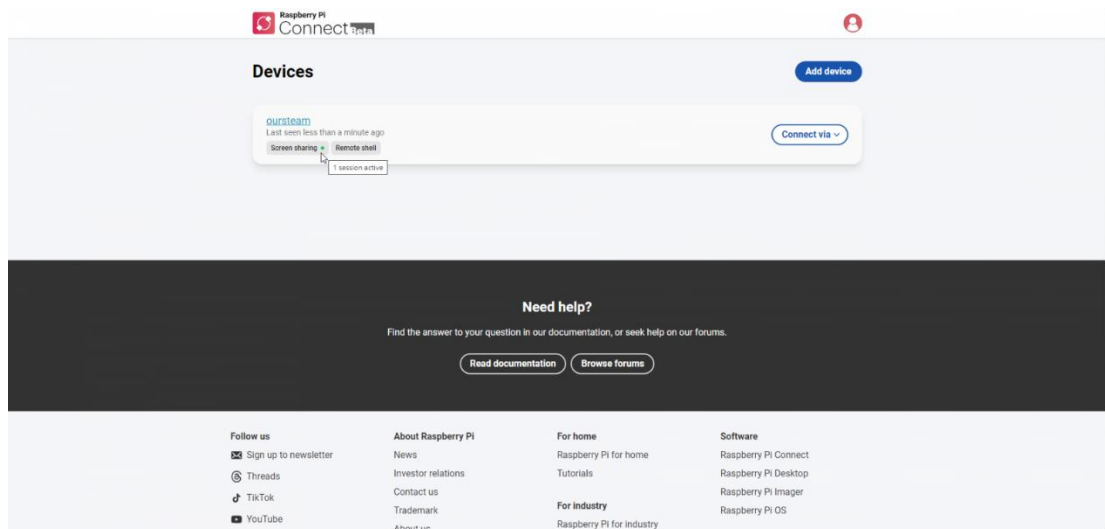 Raspberry Pi
Connect Beta
Devices
Add device
oursteam
Last seen less than a minute ago
Connect via
Screen sharing
Remote shell
1 session active
Need help?
Find the answer to your question in our documentation, or seek help on our forums.
Read documentation
Browse forums
Follow us
Sign up to newsletter
Threads
TikTok
YouTube
About Raspberry Pi
News
Investor relations
Contact us
Trademark
About us
For home
Raspberry Pi for home
Tutorials
For industry
Raspberry Pi for industry
Software
Raspberry Pi Connect
Raspberry Pi Desktop
Raspberry Pi Imager
Raspberry Pi OS